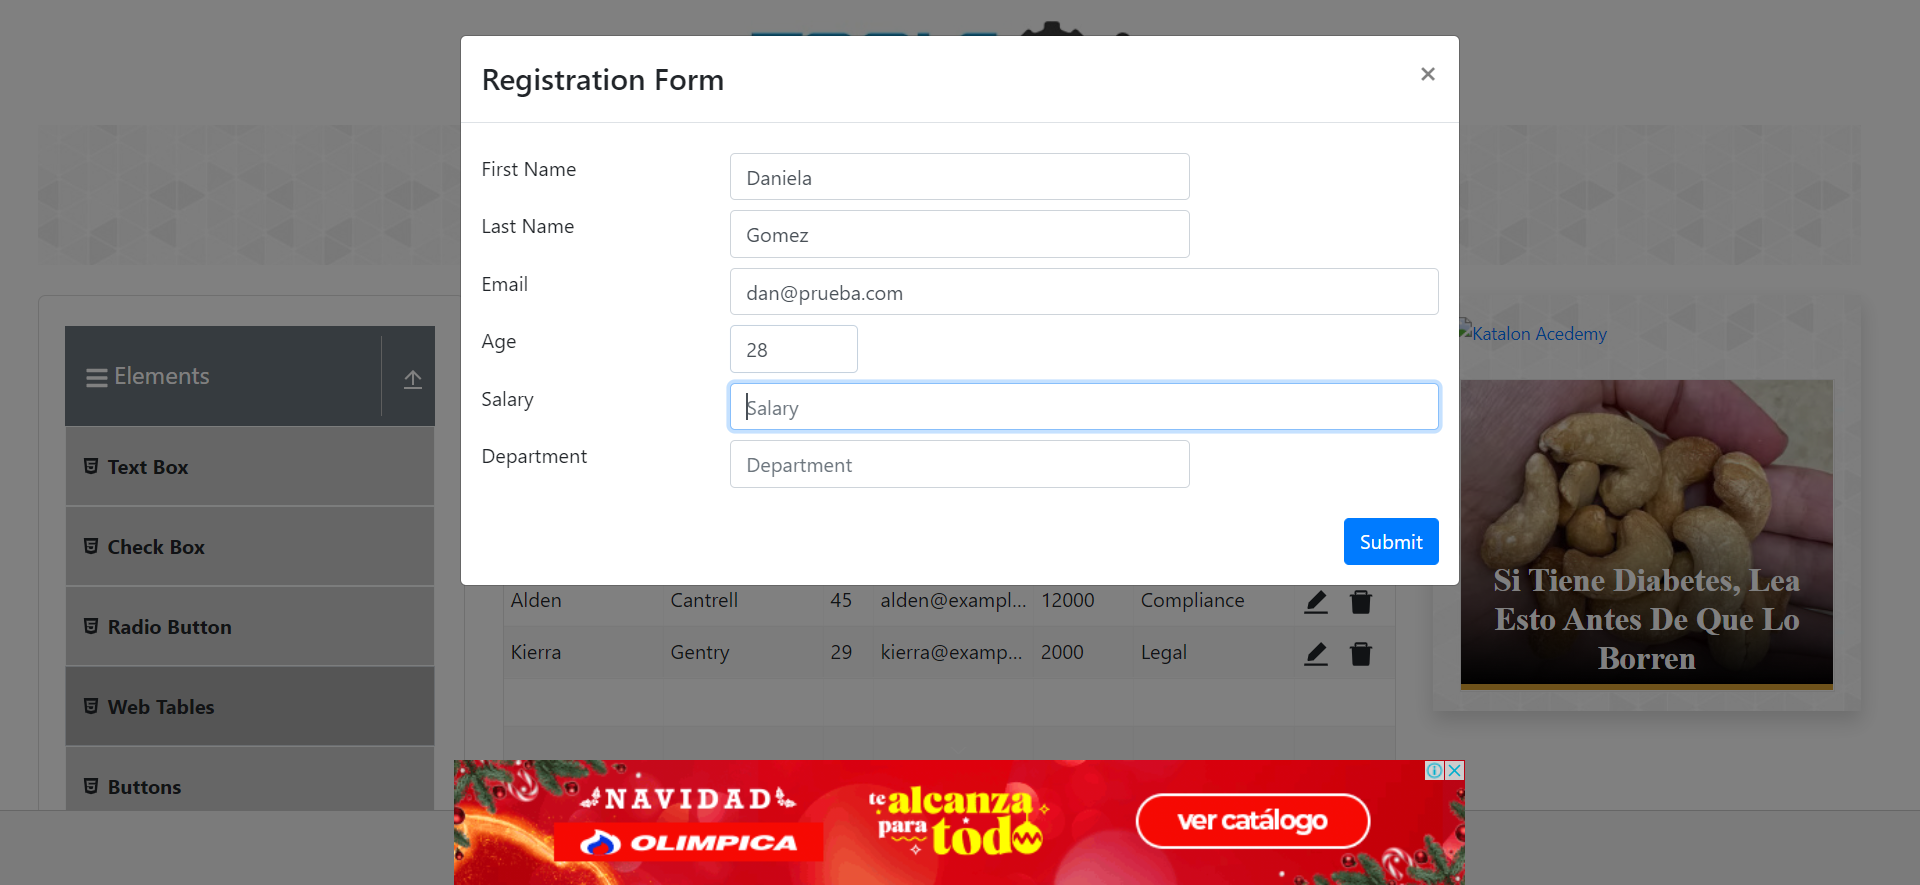 Registration Form
×
First Name
Daniela
Last Name
Gomez
Email
dan@prueba.com
Age
28
Salary
Salary
Department
Department
Submit
Elements
Text Box
Check Box
Radio Button
Web Tables
Buttons
Alden Cantrell 45 alden@exampl... 12000 Compliance
Kierra Gentry 29 kierra@examp... 2000 Legal
Katalon Acedemy
Si Tiene Diabetes, Lea
Esto Antes De Que Lo
Borren
NAVIDAD
OLIMPICA
te alcanza
para todo
ver catálogo